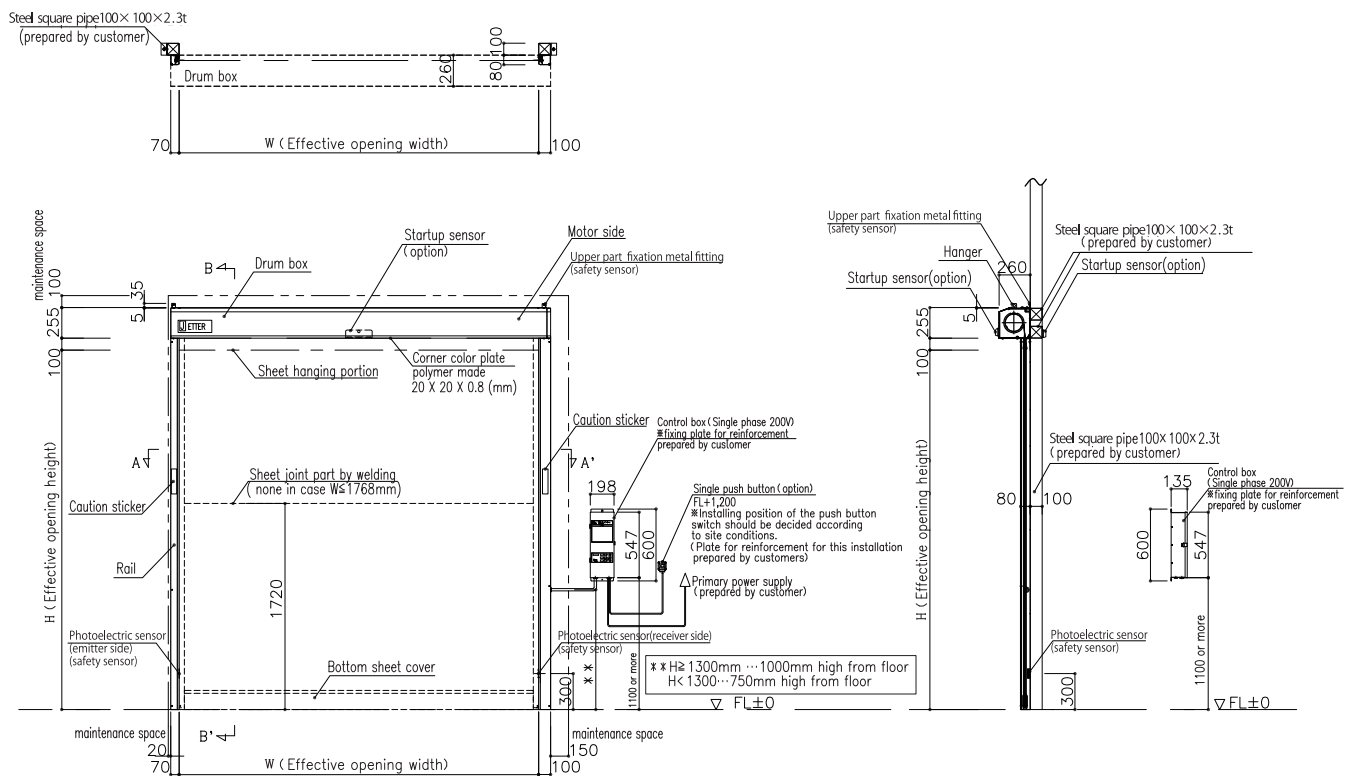 Steel square pipe100×100×2.3t
(prepared by customer)
Drum box
260
80
100
70
W (Effective opening width)
100
maintenance space
100
35
5
255
100
H (Effective opening height)
B
Drum box
Startup sensor
(option)
Motor side
Upper part fixation metal fitting
(safety sensor)
JETTER
Sheet hanging portion
Corner color plate
polymer made
20 X 20 X 0.8 (mm)
Caution sticker
Control box (Single phase 200V)
※fixing plate for reinforcement
prepared by customer
A
A'
Sheet joint part by welding
( none in case W≦1768mm)
Caution sticker
198
547
600
Single push button (option)
FL+1,200
※Installing position of the push button
switch should be decided according
to site conditions.
(Plate for reinforcement for this installation
prepared by customers)
Rail
1720
Primary power supply
(prepared by customer)
Photoelectric sensor
(emitter side)
(safety sensor)
Photoelectric sensor(receiver side)
(safety sensor)
Bottom sheet cover
300
**
1100 or more
**H≧1300mm …1000mm high from floor
H<1300…750mm high from floor
▽ FL±0
maintenance space
20
70
B'
W (Effective opening width)
maintenance space
150
100
Upper part fixation metal fitting
(safety sensor)
Hanger
260
Steel square pipe100×100×2.3t
(prepared by customer)
Startup sensor(option)
Startup sensor(option)
5
255
100
H (Effective opening height)
Steel square pipe100×100×2.3t
(prepared by customer)
80
100
135
Control box
(Single phase 200V)
※fixing plate for reinforcement
prepared by customer
600
547
Photoelectric sensor
(safety sensor)
300
1100 or more
▽ FL±0